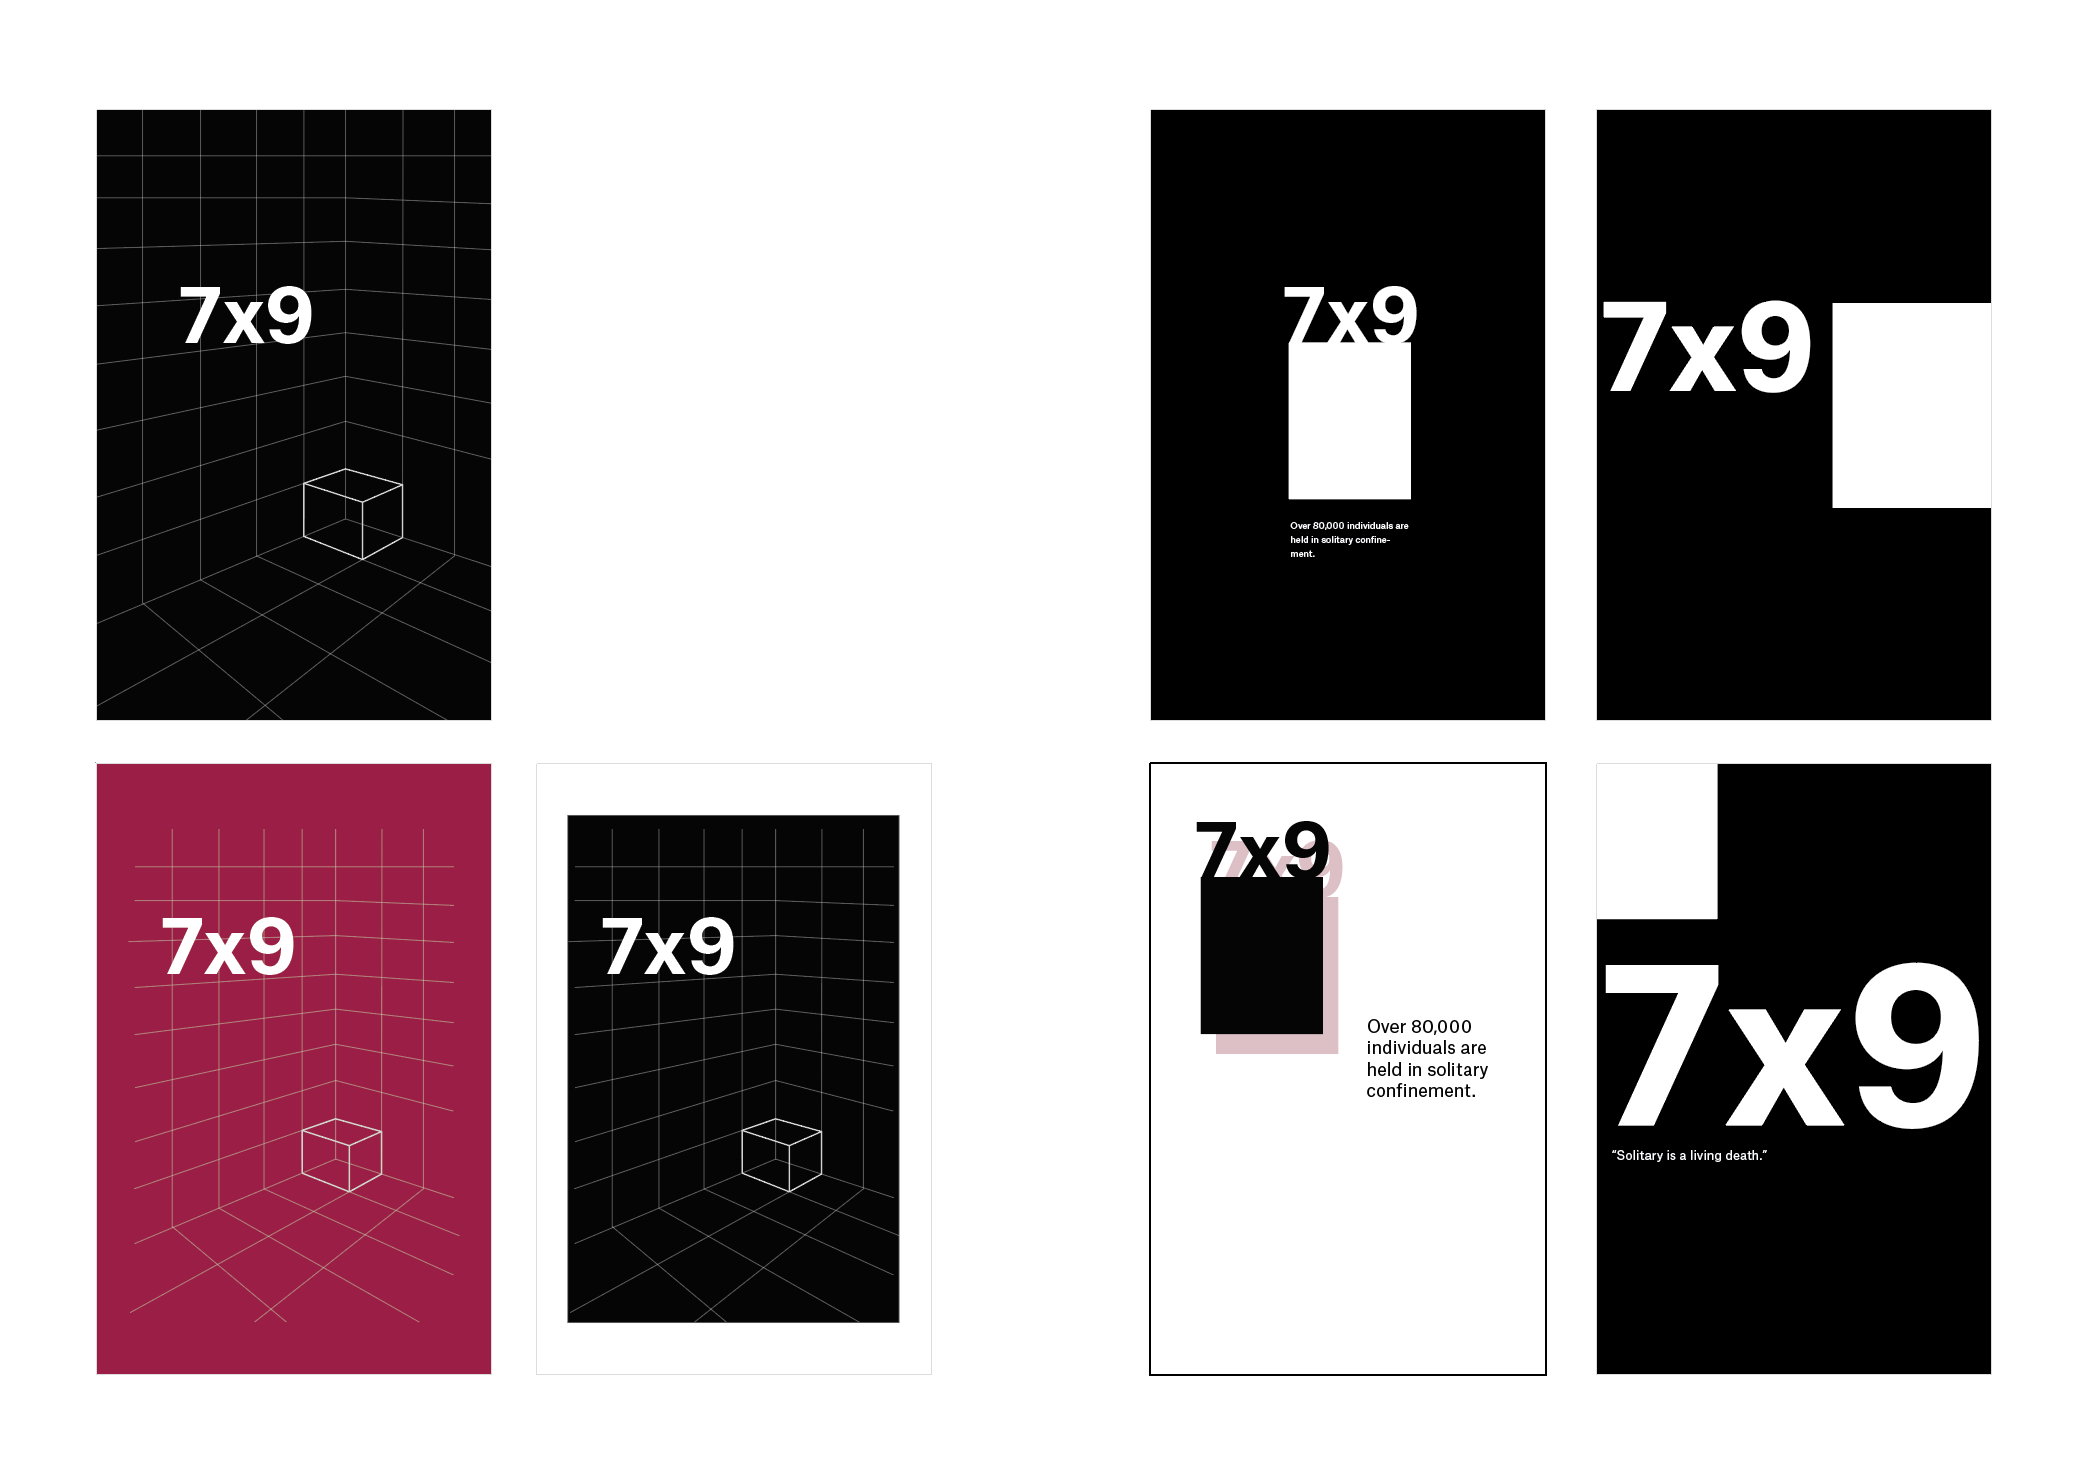 7x9
7x9
Over 80,000 individuals are
held in solitary confine-
ment.
7x9
7x9
7x9
7x9
7x9
Over 80,000
individuals are
held in solitary
confinement.
7x9
“Solitary is a living death.”